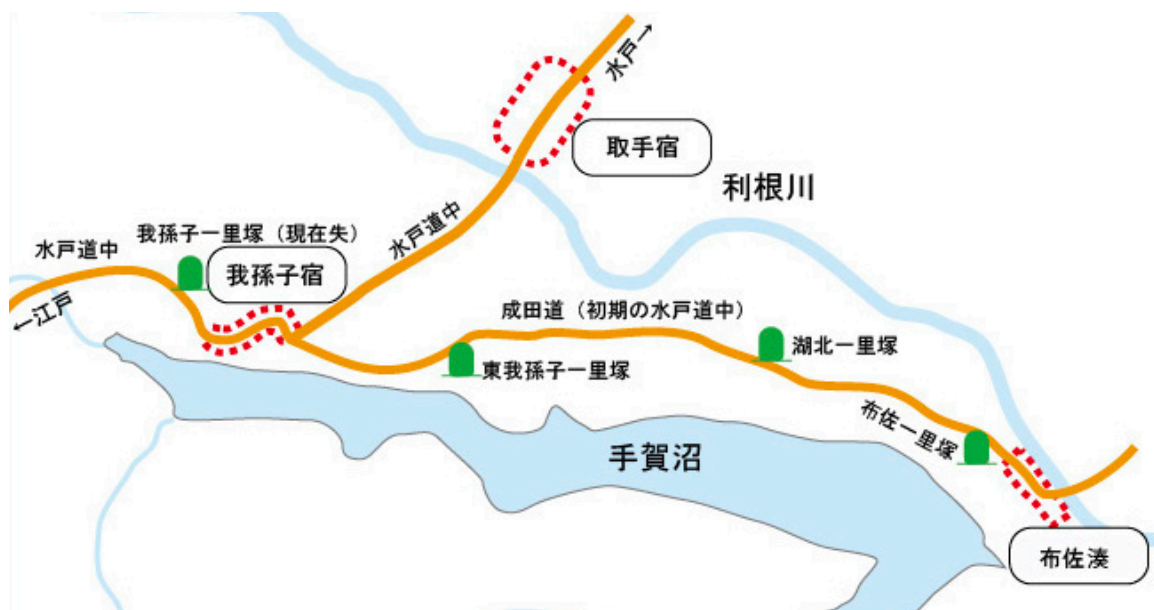 水戸→
取手宿
利根川
水戸道中
我孫子一里塚（現在失）
水戸道中
我孫子宿
←江戸
成田道（初期の水戸道中）
湖北一里塚
東我孫子一里塚
布佐一里塚
手賀沼
布佐湊